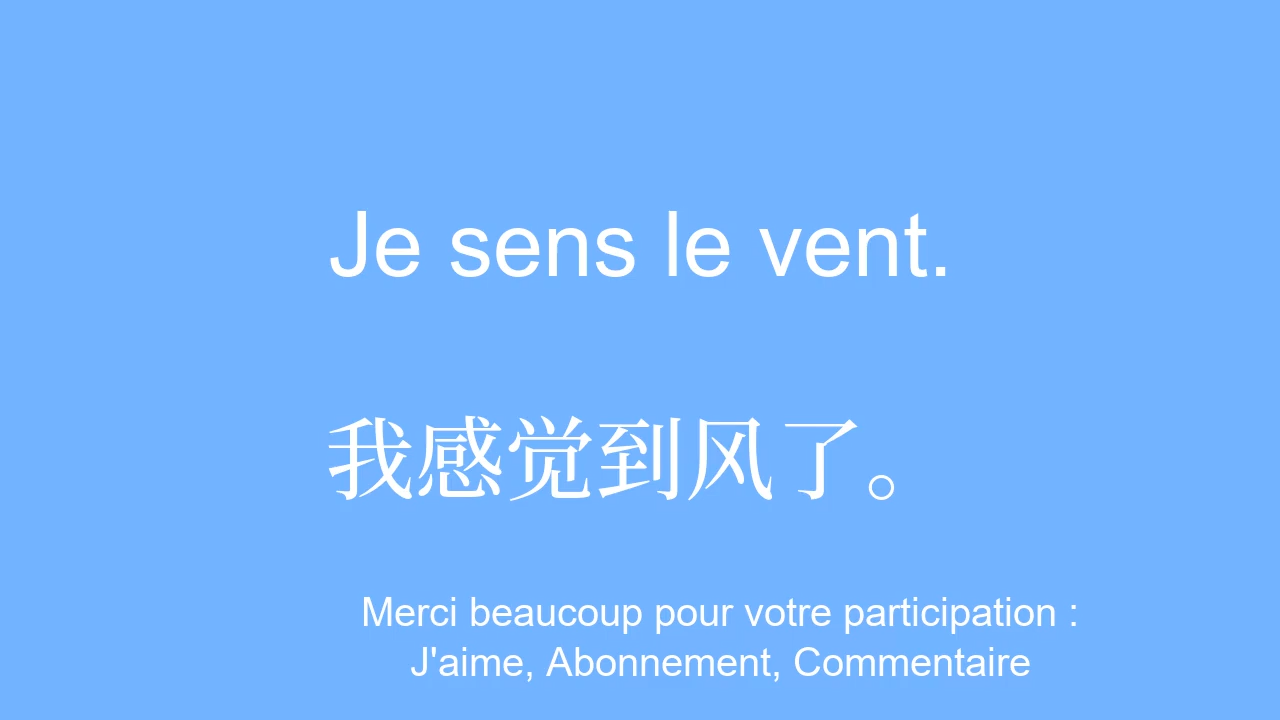 Je sens le vent.
我感觉到风了。
Merci beaucoup pour votre participation :
J'aime, Abonnement, Commentaire